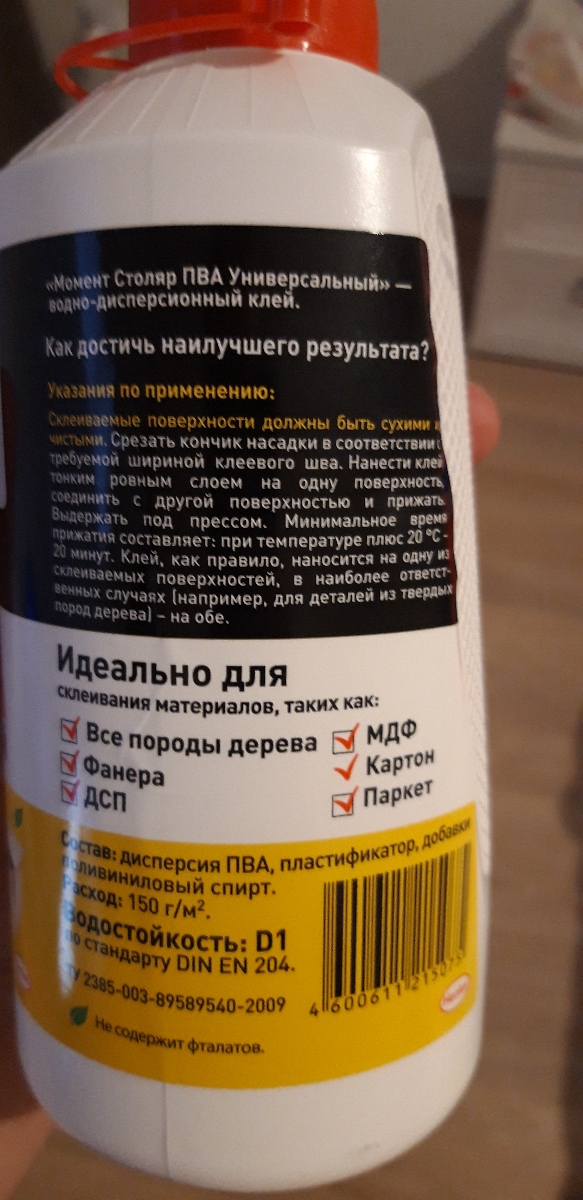 «Момент Столяр ПВА Универсальный» —
водно-дисперсионный клей.
Как достичь наилучшего результата?
Указания по применению:
Склеиваемые поверхности должны быть сухими и
чистыми. Срезать кончик насадки в соответствии с
требуемой шириной клеевого шва. Нанести клей
тонким ровным слоем на одну поверхность,
соединить с другой поверхностью и прижать.
Выдержать под прессом. Минимальное время
прижатия составляет: при температуре плюс 20 °С -
20 минут. Клей, как правило, наносится на одну из
склеиваемых поверхностей, в наиболее ответст-
венных случаях (например, для деталей из твердых
пород дерева) – на обе.
Идеально для
склеивания материалов, таких как:
Все породы дерева
Фанера
ДСП
МДФ
Картон
Паркет
Состав: дисперсия ПВА, пластификатор, добавки
поливиниловый спирт.
Расход: 150 г/м².
Водостойкость: D1
по стандарту DIN EN 204.
ТУ 2385-003-89589540-2009
Не содержит фталатов.
4 600611 215075